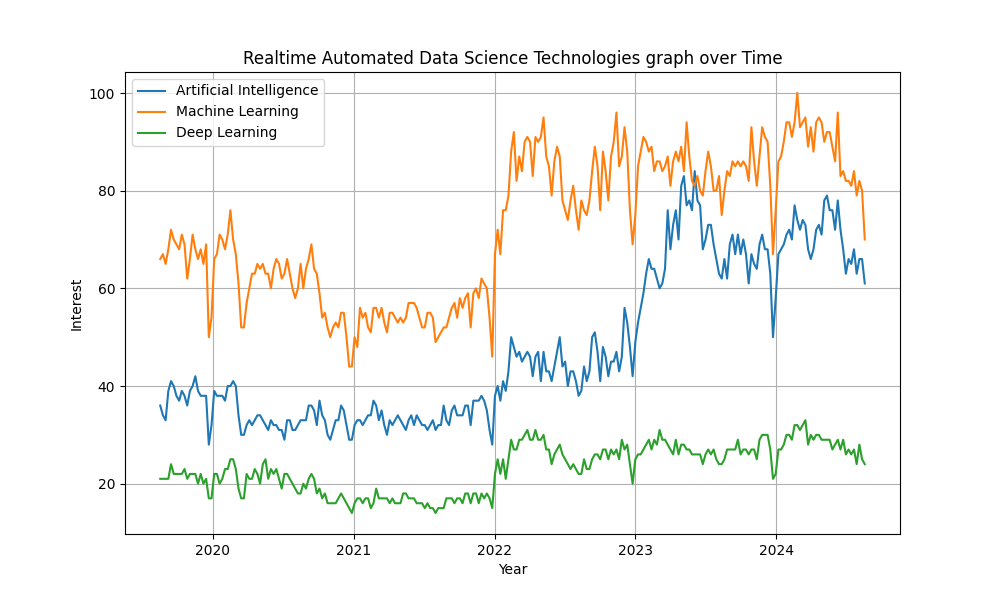 Realtime Automated Data Science Technologies graph over Time
Artificial Intelligence
Machine Learning
Deep Learning
100
80
60
40
20
Interest
2020 2021 2022 2023 2024
Year